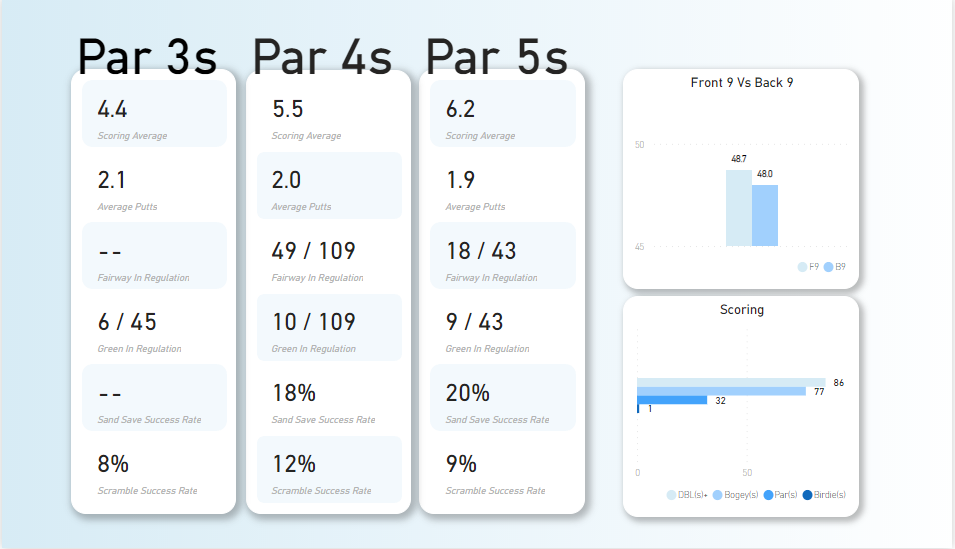 Par 3s
4.4
Scoring Average
2.1
Average Putts
--
Fairway In Regulation
6 / 45
Green In Regulation
--
Sand Save Success Rate
8%
Scramble Success Rate
Par 4s
5.5
Scoring Average
2.0
Average Putts
49 / 109
Fairway In Regulation
10 / 109
Green In Regulation
18%
Sand Save Success Rate
12%
Scramble Success Rate
Par 5s
6.2
Scoring Average
1.9
Average Putts
18 / 43
Fairway In Regulation
9 / 43
Green In Regulation
20%
Sand Save Success Rate
9%
Scramble Success Rate
Front 9 Vs Back 9
50
48.7
48.0
45
F9 B9
Scoring
86
77
32
1
0 50
DBL(s)+ Bogey(s) Par(s) Birdie(s)